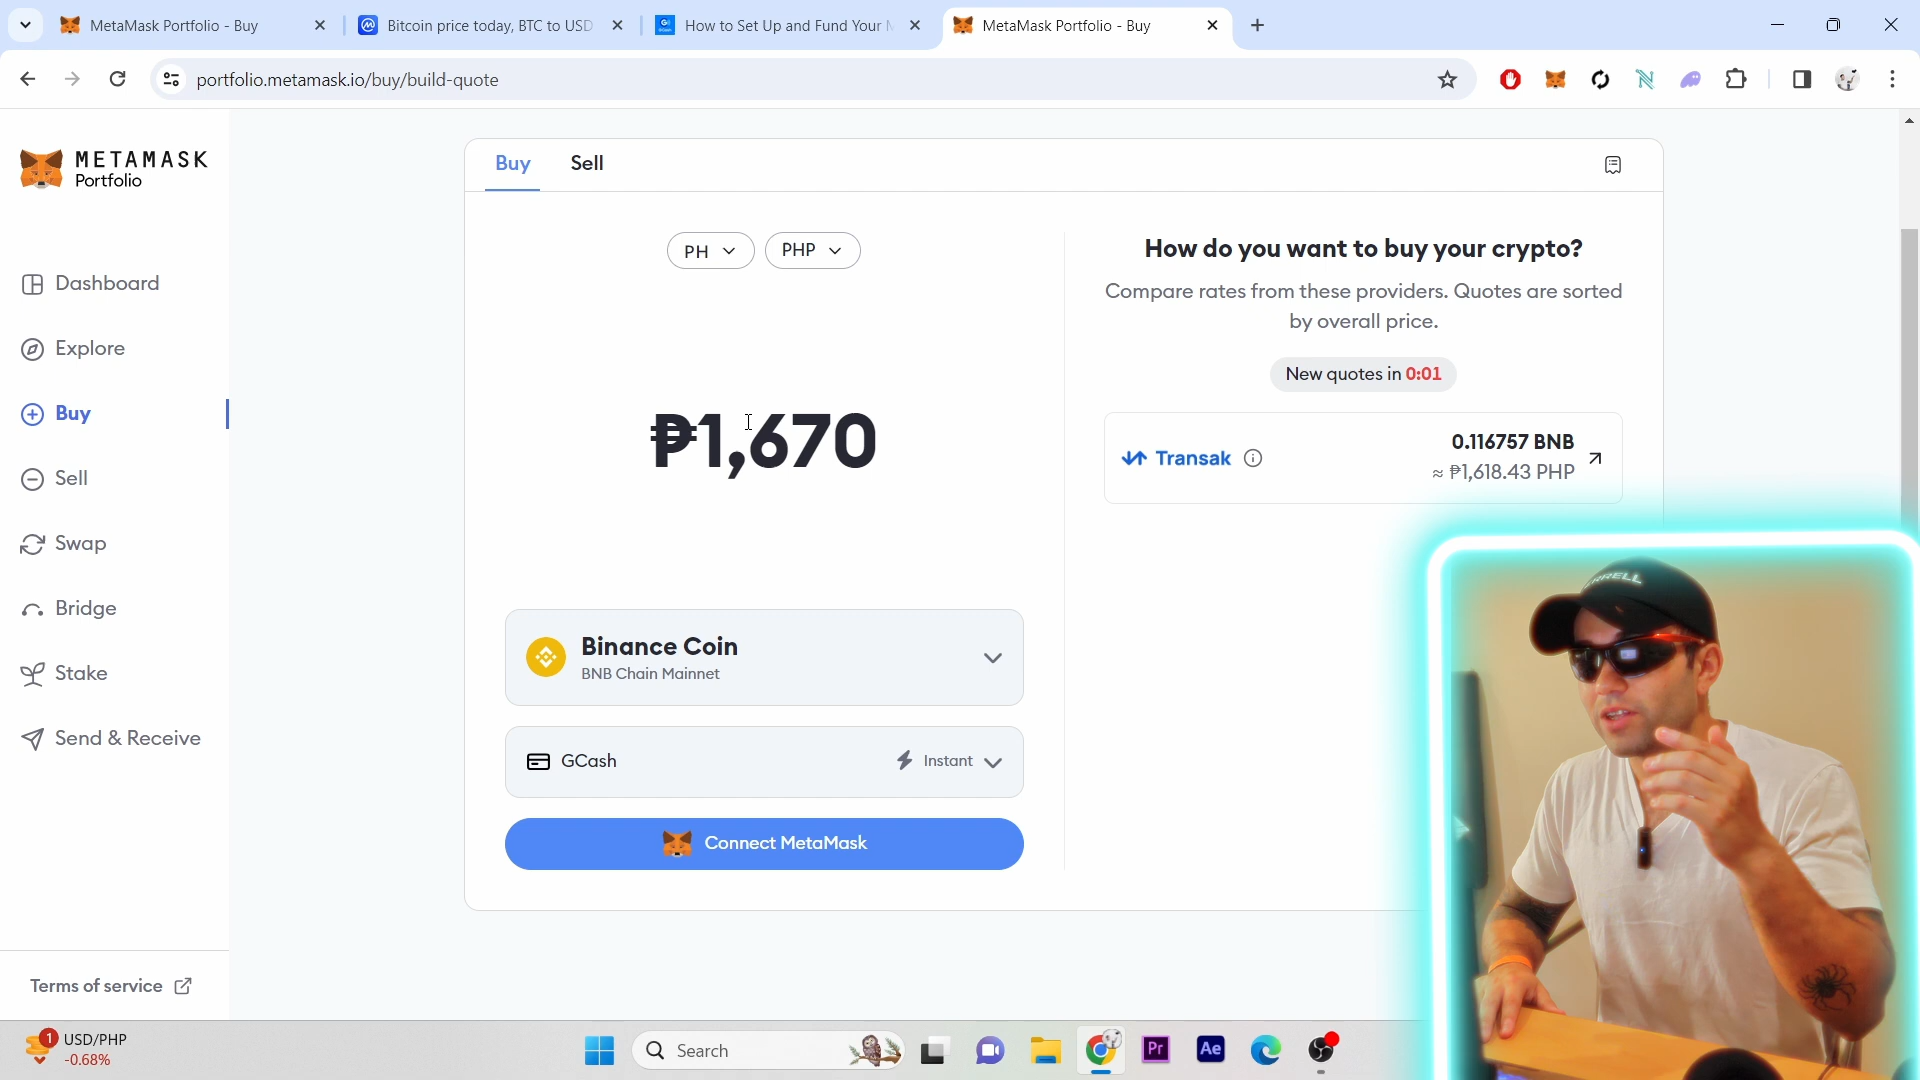 MetaMask Portfolio - Buy
Bitcoin price today, BTC to USD
How to Set Up and Fund Your M
MetaMask Portfolio - Buy
portfolio.metamask.io/buy/build-quote
METAMASK
Portfolio
Dashboard
Explore
Buy
Sell
Swap
Bridge
Stake
Send & Receive
Terms of service
Buy
Sell
PH
PHP
₱1,670
Binance Coin
BNB Chain Mainnet
GCash
Instant
Connect MetaMask
How do you want to buy your crypto?
Compare rates from these providers. Quotes are sorted
by overall price.
New quotes in 0:01
Transak
0.116757 BNB
≈ ₱1,618.43 PHP
1
USD/PHP
-0.68%
Search
Pr
Ae